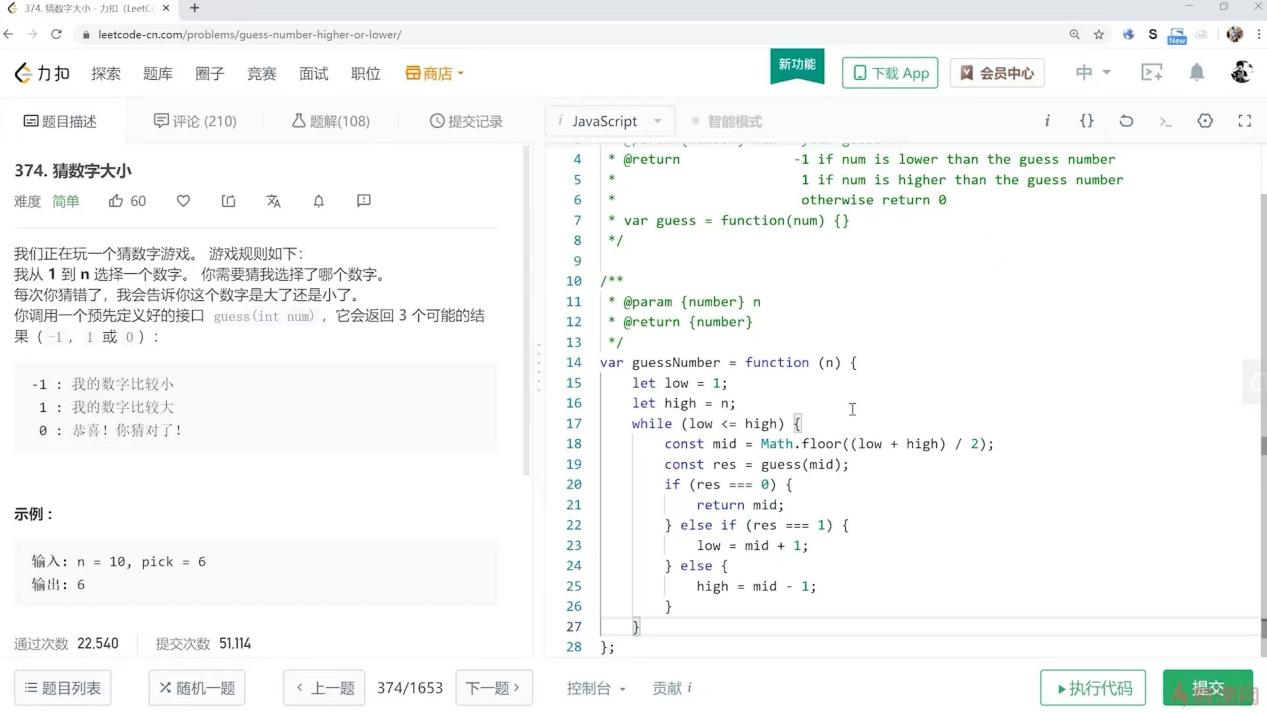 374. 猜数字大小 - 力扣 (LeetC
leetcode-cn.com/problems/guess-number-higher-or-lower/
S
New
力扣 探索 题库 圈子 竞赛 面试 职位 商店 新功能 下载 App 会员中心 中
题目描述 评论 (210) 题解(108) 提交记录
i JavaScript 智能模式 i {}
374. 猜数字大小
难度 简单 60
我们正在玩一个猜数字游戏。 游戏规则如下：
我从 1 到 n 选择一个数字。 你需要猜我选择了哪个数字。
每次你猜错了，我会告诉你这个数字是大了还是小了。
你调用一个预先定义好的接口 guess(int num)，它会返回 3 个可能的结
果（-1，1 或 0）：
-1 : 我的数字比较小
1 : 我的数字比较大
0 : 恭喜！你猜对了！
示例 :
输入: n = 10, pick = 6
输出: 6
通过次数 22,540 提交次数 51,114
4 * @return -1 if num is lower than the guess number
5 * 1 if num is higher than the guess number
6 * otherwise return 0
7 * var guess = function(num) {}
8 */
9
10 /**
11 * @param {number} n
12 * @return {number}
13 */
14 var guessNumber = function (n) {
15 let low = 1;
16 let high = n;
17 while (low <= high) {
18 const mid = Math.floor((low + high) / 2);
19 const res = guess(mid);
20 if (res === 0) {
21 return mid;
22 } else if (res === 1) {
23 low = mid + 1;
24 } else {
25 high = mid - 1;
26 }
27 }
28 };
题目列表 随机一题 上一题 374/1653 下一题 控制台 贡献 i 执行代码 提交